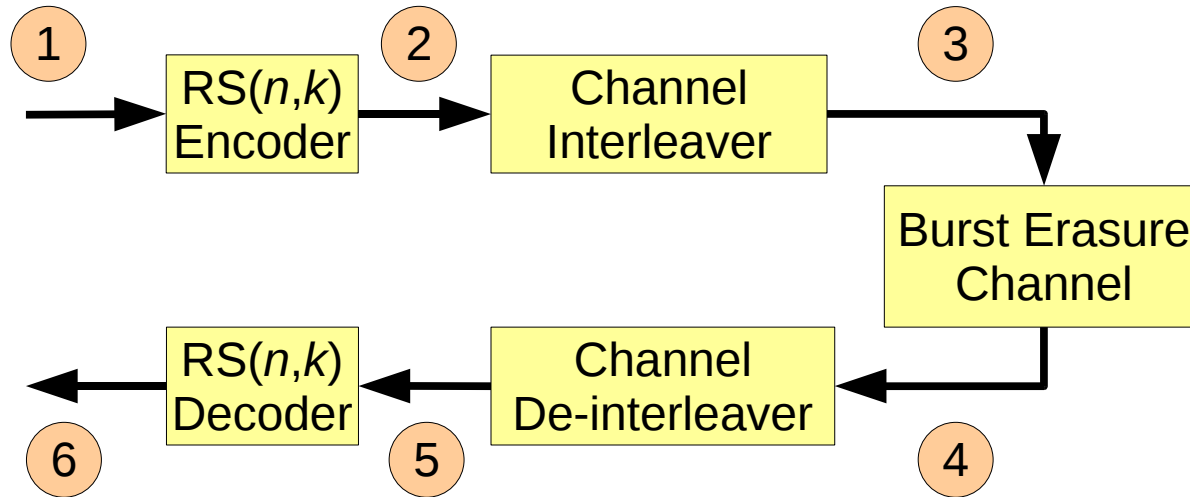 1
2
3
RS(n,k)
Encoder
Channel
Interleaver
Burst Erasure
Channel
RS(n,k)
Decoder
Channel
De-interleaver
6
5
4